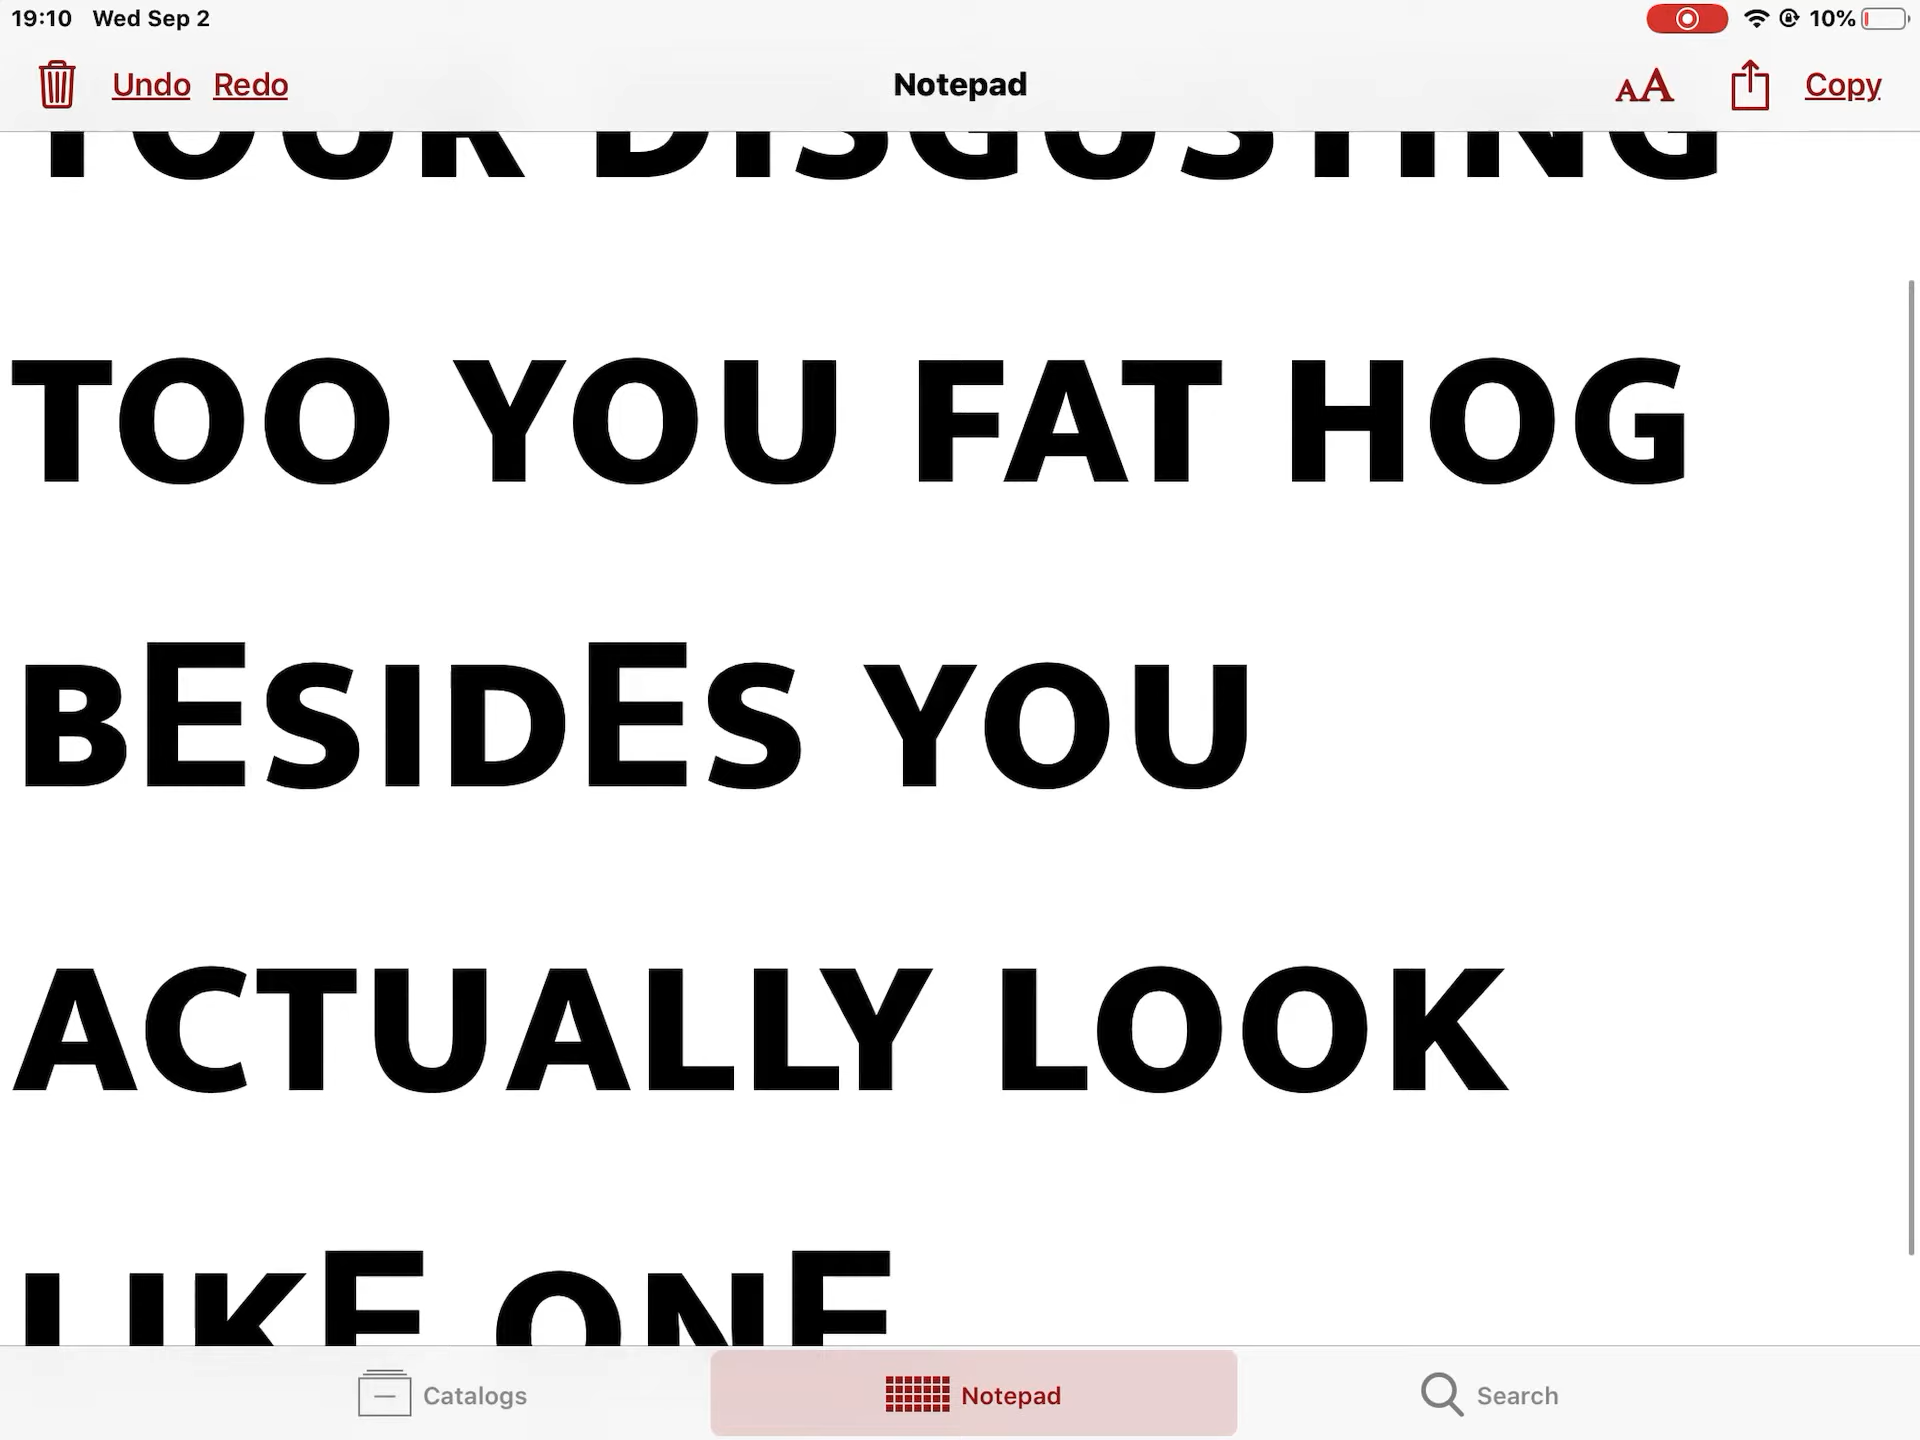 19:10 Wed Sep 2 10%
Undo Redo Notepad AA Copy
YOUR DISGUSTING
TOO YOU FAT HOG
BESIDES YOU
ACTUALLY LOOK
LIKE ONE
Catalogs Notepad Search